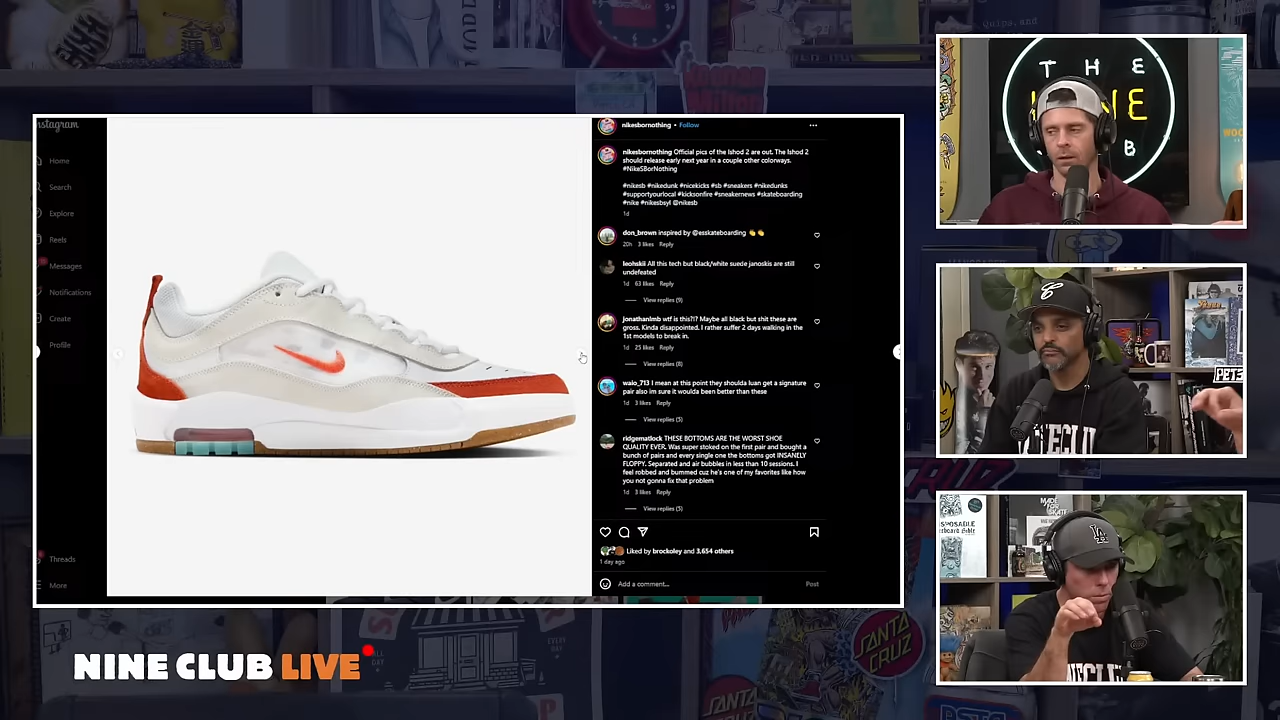 Instagram
Home
Search
Explore
Reels
Messages
Notifications
Create
Profile
Threads
More
nikesbornothing • Follow
nikesbornothing Official pics of the Ishod 2 are out. The Ishod 2
should release early next year in a couple other colorways.
#NikeSBorNothing
#nikesb #nikedunk #nicekicks #sb #sneakers #nikedunks
#supportyourlocal #kicksonfire #sneakernews #skateboarding
#nike #nikesbsyl @nikesb
1d
don_brown inspired by @esskateboarding 👏 👏
20h 3 likes Reply
leohskii All this tech but black/white suede janoskis are still
undefeated
1d 63 likes Reply
View replies (9)
jonathanlmb wtf is this?!? Maybe all black but shit these are
gross. Kinda disappointed. I rather suffer 2 days walking in the
1st models to break in.
1d 25 likes Reply
View replies (8)
waio_713 I mean at this point they shoulda luan get a signature
pair also im sure it woulda been better than these
1d 3 likes Reply
View replies (5)
ridgematlock THESE BOTTOMS ARE THE WORST SHOE
QUALITY EVER. Was super stoked on the first pair and bought a
bunch of pairs and every single one the bottoms got INSANELY
FLOPPY. Separated and air bubbles in less than 10 sessions. I
feel robbed and bummed cuz he's one of my favorites like how
you not gonna fix that problem
1d 3 likes Reply
View replies (5)
Liked by brockoley and 3,654 others
1 day ago
Add a comment...
Post
NINE CLUB LIVE
THE
NE
B
PETS
LA
MADE
FOR
SKATE
SANTA
CRUZ
SANTA